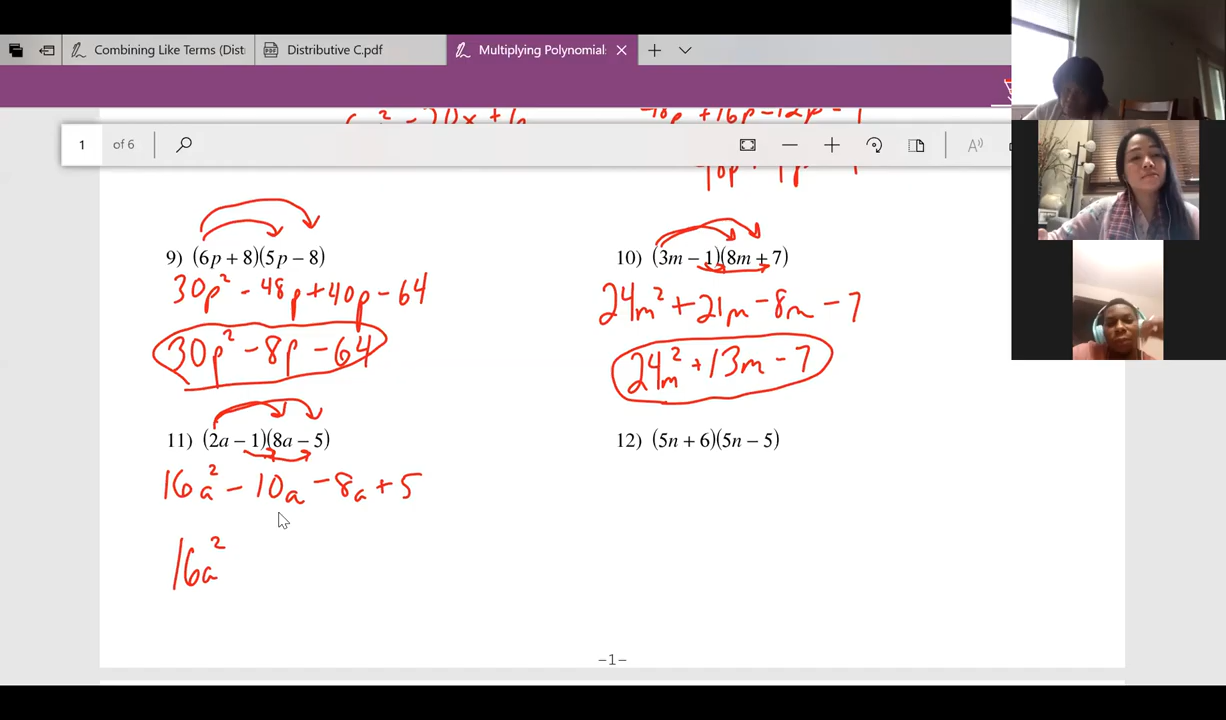 Combining Like Terms (Dist
Distributive C.pdf
Multiplying Polynomial
1 of 6
9) (6p + 8)(5p − 8)
30p² - 48p + 40p - 64
30p² - 8p - 64
10) (3m − 1)(8m + 7)
24m² + 21m - 8m - 7
24m² + 13m - 7
11) (2a − 1)(8a − 5)
16a² - 10a - 8a + 5
16a²
12) (5n + 6)(5n − 5)
-1-